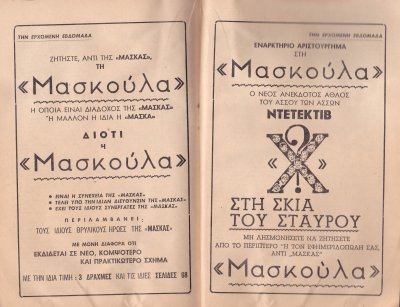 ΤΗΝ ΕΡΧΟΜΕΝΗ ΕΒΔΟΜΑΔΑ
ΖΗΤΗΣΤΕ, ΑΝΤΙ ΤΗΣ «ΜΑΣΚΑΣ»,
ΤΗ
«Μασκούλα»
Η ΟΠΟΙΑ ΕΙΝΑΙ ΔΙΑΔΟΧΟΣ ΤΗΣ «ΜΑΣΚΑΣ»
Ή ΜΑΛΛΟΝ Η ΙΔΙΑ Η «ΜΑΣΚΑ»
ΔΙΟΤΙ
Η
«Μασκούλα»
• ΕΙΝΑΙ Η ΣΥΝΕΧΕΙΑ ΤΗΣ «ΜΑΣΚΑΣ»
• ΤΕΛΕΙ ΥΠΟ ΤΗΝ ΙΔΙΑΝ ΔΙΕΥΘΥΝΣΙΝ ΤΗΣ «ΜΑΣΚΑΣ»
• ΕΧΕΙ ΤΟΥΣ ΙΔΙΟΥΣ ΣΥΝΕΡΓΑΤΕΣ ΤΗΣ «ΜΑΣΚΑΣ»
ΠΕΡΙΛΑΜΒΑΝΕΙ
ΤΟΥΣ ΙΔΙΟΥΣ ΘΡΥΛΙΚΟΥΣ ΗΡΩΕΣ ΤΗΣ «ΜΑΣΚΑΣ»
ΜΕ ΜΟΝΗ ΔΙΑΦΟΡΑ ΟΤΙ
ΕΚΔΙΔΕΤΑΙ ΣΕ ΝΕΟ, ΚΟΜΨΟΤΕΡΟ
ΚΑΙ ΠΡΑΚΤΙΚΩΤΕΡΟ ΣΧΗΜΑ
ΜΕ ΤΗΝ ΙΔΙΑ ΤΙΜΗ: 3 ΔΡΑΧΜΕΣ ΚΑΙ ΤΙΣ ΙΔΙΕΣ ΣΕΛΙΔΕΣ 68
ΤΗΝ ΕΡΧΟΜΕΝΗ ΕΒΔΟΜΑΔΑ
ΕΝΑΡΚΤΗΡΙΟ ΑΡΙΣΤΟΥΡΓΗΜΑ
ΣΤΗ
«Μασκούλα»
Ο ΝΕΟΣ ΑΝΕΚΔΟΤΟΣ ΑΘΛΟΣ
ΤΟΥ ΑΣΣΟΥ ΤΩΝ ΑΣΣΩΝ
ΝΤΕΤΕΚΤΙΒ
«Χ»
ΣΤΗ ΣΚΙΑ
ΤΟΥ ΣΤΑΥΡΟΥ
ΜΗ ΛΗΣΜΟΝΗΣΕΤΕ ΝΑ ΖΗΤΗΣΕΤΕ
ΑΠΟ ΤΟ ΠΕΡΙΠΤΕΡΟ Ή ΤΟΝ ΕΦΗΜΕΡΙΔΟΠΩΛΗ ΣΑΣ,
ΑΝΤΙ "ΜΑΣΚΑΣ"
«Μασκούλα»